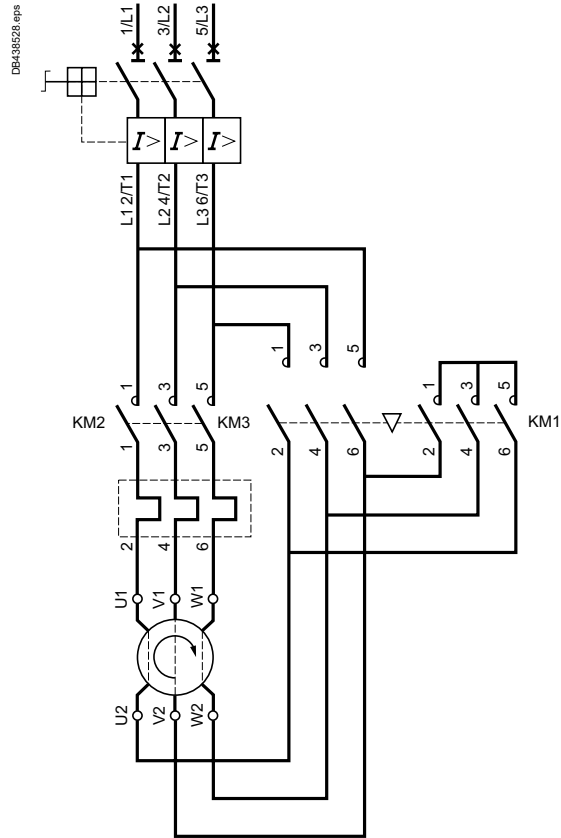 DB438528.eps
1/L1 3/L2 5/L3
I> I> I>
L1 2/T1 L2 4/T2 L3 6/T3
1 3 5
1 3 5
1 3 5
KM2 KM3 KM1
1 3 5
2 4 6
2 4 6
2 4 6
U1 V1 W1
U2 V2 W2